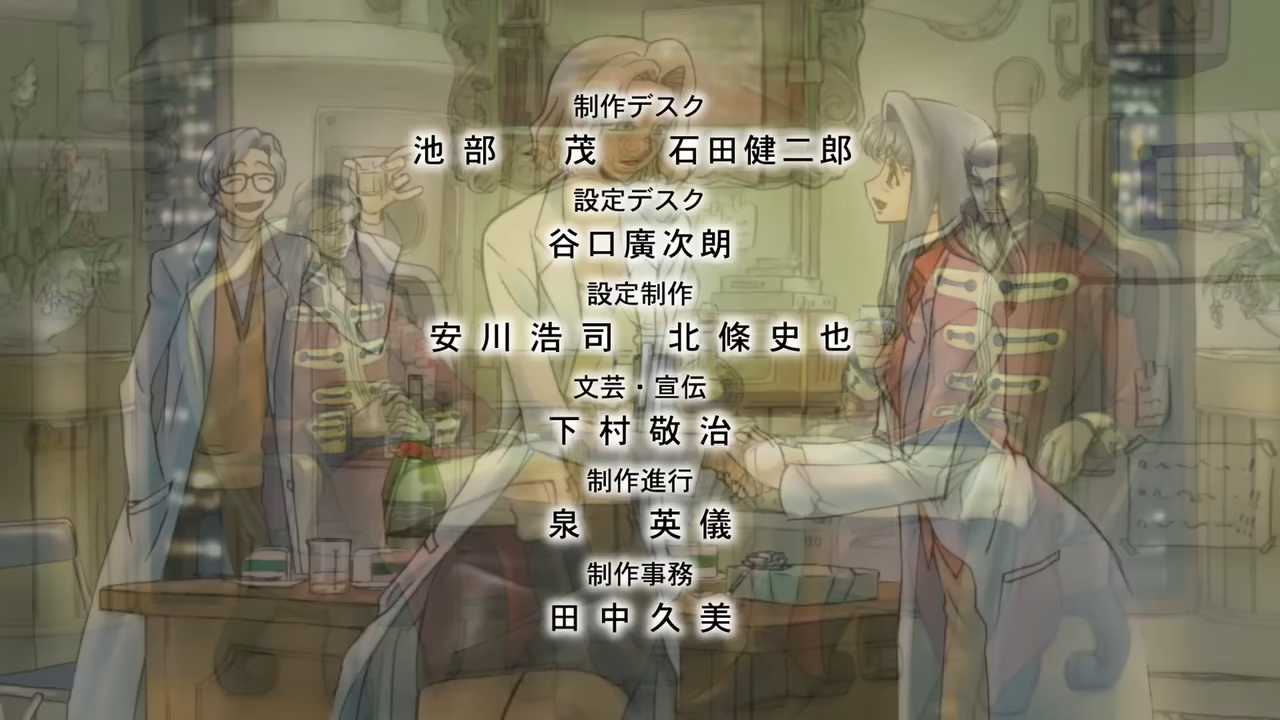 制作デスク
池部　茂　石田健二郎
設定デスク
谷口廣次朗
設定制作
安川浩司　北條史也
文芸・宣伝
下村敬治
制作進行
泉　英儀
制作事務
田中久美